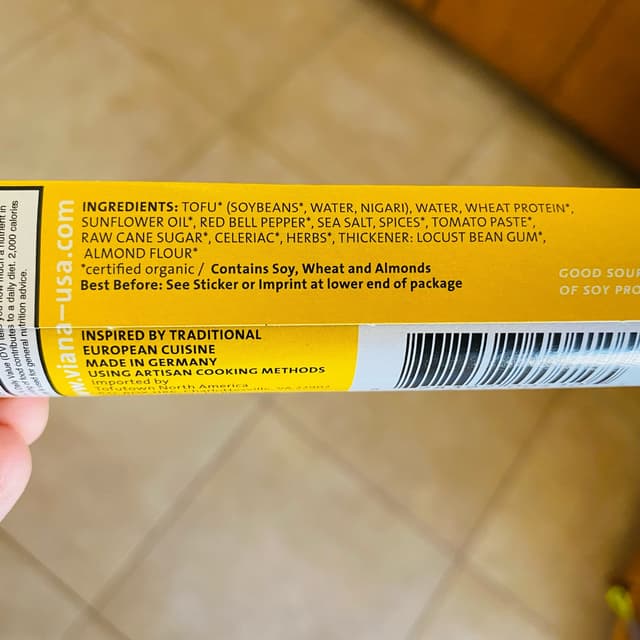 INGREDIENTS: TOFU* (SOYBEANS*, WATER, NIGARI), WATER, WHEAT PROTEIN*,
SUNFLOWER OIL*, RED BELL PEPPER*, SEA SALT, SPICES*, TOMATO PASTE*,
RAW CANE SUGAR*, CELERIAC*, HERBS*, THICKENER: LOCUST BEAN GUM*,
ALMOND FLOUR*
*certified organic / Contains Soy, Wheat and Almonds
Best Before: See Sticker or Imprint at lower end of package
GOOD SOUR
OF SOY PRO
INSPIRED BY TRADITIONAL
EUROPEAN CUISINE
MADE IN GERMANY
USING ARTISAN COOKING METHODS
Imported by
Tofutown North America
Charlottesville, VA
w.viana-usa.com
a nutrient in
to a daily diet. 2,000 calories
for general nutrition advice.